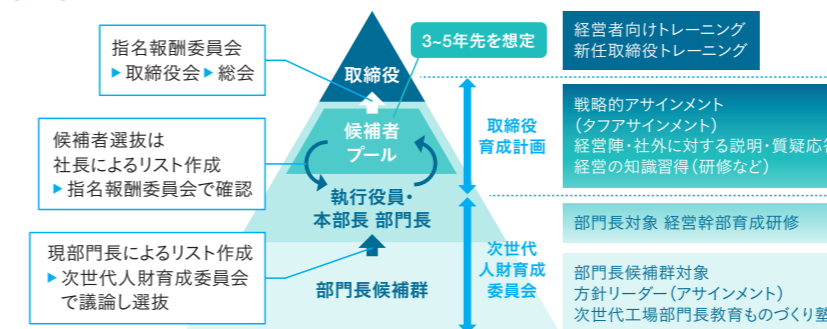 指名報酬委員会
▶取締役会▶総会
候補者選抜は
社長によるリスト作成
▶指名報酬委員会で確認
現部門長によるリスト作成
▶次世代人財育成委員会
で議論し選抜
3~5年先を想定
取締役
候補者
プール
執行役員・
本部長 部門長
部門長候補群
取締役
育成計画
次世代
人財育成
委員会
経営者向けトレーニング
新任取締役トレーニング
戦略的アサインメント
(タフアサインメント)
経営陣・社外に対する説明・質疑応答
経営の知識習得(研修など)
部門長対象 経営幹部育成研修
部門長候補群対象
方針リーダー(アサインメント)
次世代工場部門長教育ものづくり塾